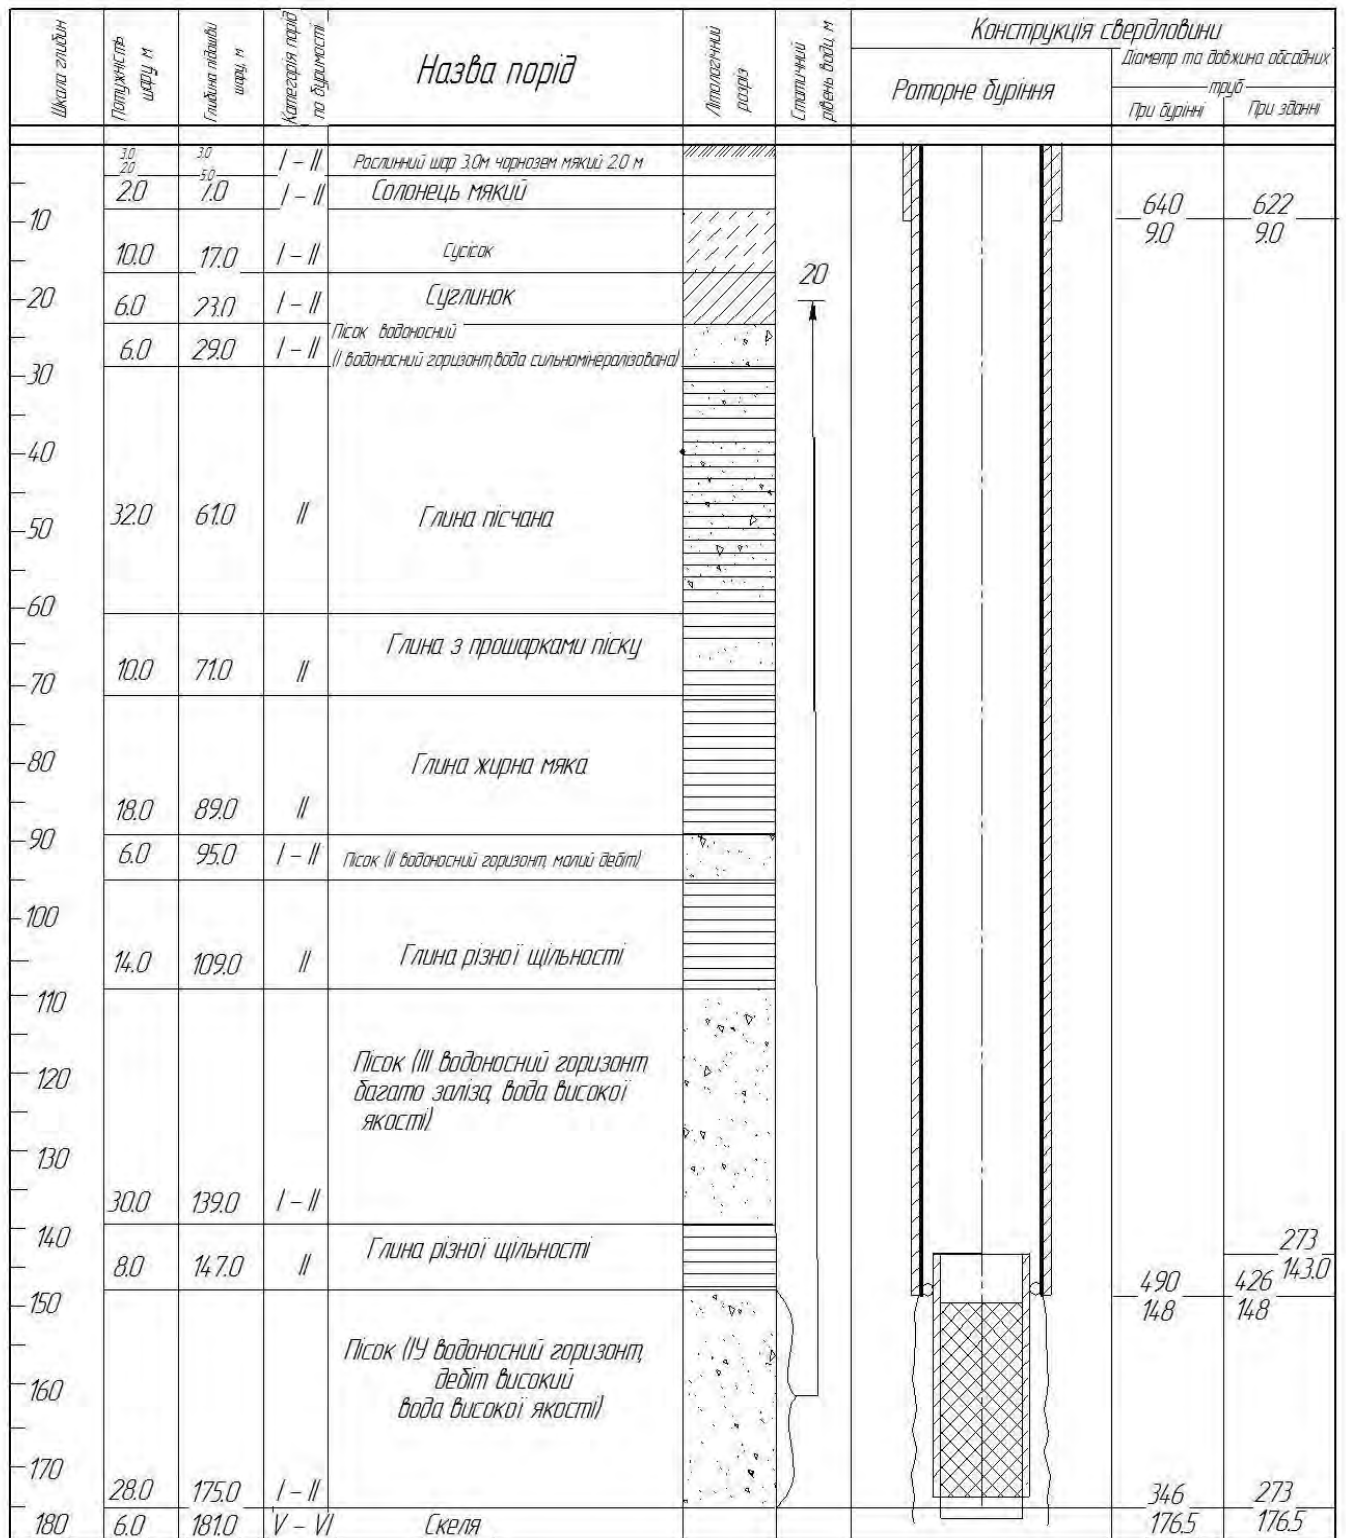 Шкала глибин
Потужність шару, м
Глибина підошви шару, м
Категорія порід по буримості
Назва порід
Літологічний розріз
Статичний рівень води, м
Конструкція свердловини
Роторне буріння
Діаметр та довжина обсадних труб
При бурінні
При зданні
3.0 3.0
2.0 5.0
I – II Рослинний шар 3.0м чорнозем мякий 2.0 м
2.0 7.0 I – II Солонець мякий
10
640 622
9.0 9.0
10.0 17.0 I – II Сусісок
20
20
6.0 23.0 I – II Суглинок
Пісок водоносний
6.0 29.0 I – II (I водоносний горизонт,вода сильномінералізована)
30
40
32.0 61.0 II Глина пісчана
50
60
Глина з прошарками піску
10.0 71.0 II
70
80
Глина жирна мяка
18.0 89.0 II
90
6.0 95.0 I – II Пісок (II водоносний горизонт, малий дебіт)
100
14.0 109.0 II Глина різної щільності
110
Пісок (III водоносний горизонт
120
багато заліза, вода високої
якості)
130
30.0 139.0 I – II
140
Глина різної щільності
8.0 147.0 II
273
143.0
490 426
148 148
150
Пісок (IУ водоносний горизонт,
дебіт високий
160
вода високої якості)
170
28.0 175.0 I – II
346 273
176.5 176.5
180 6.0 181.0 V – VI Скеля